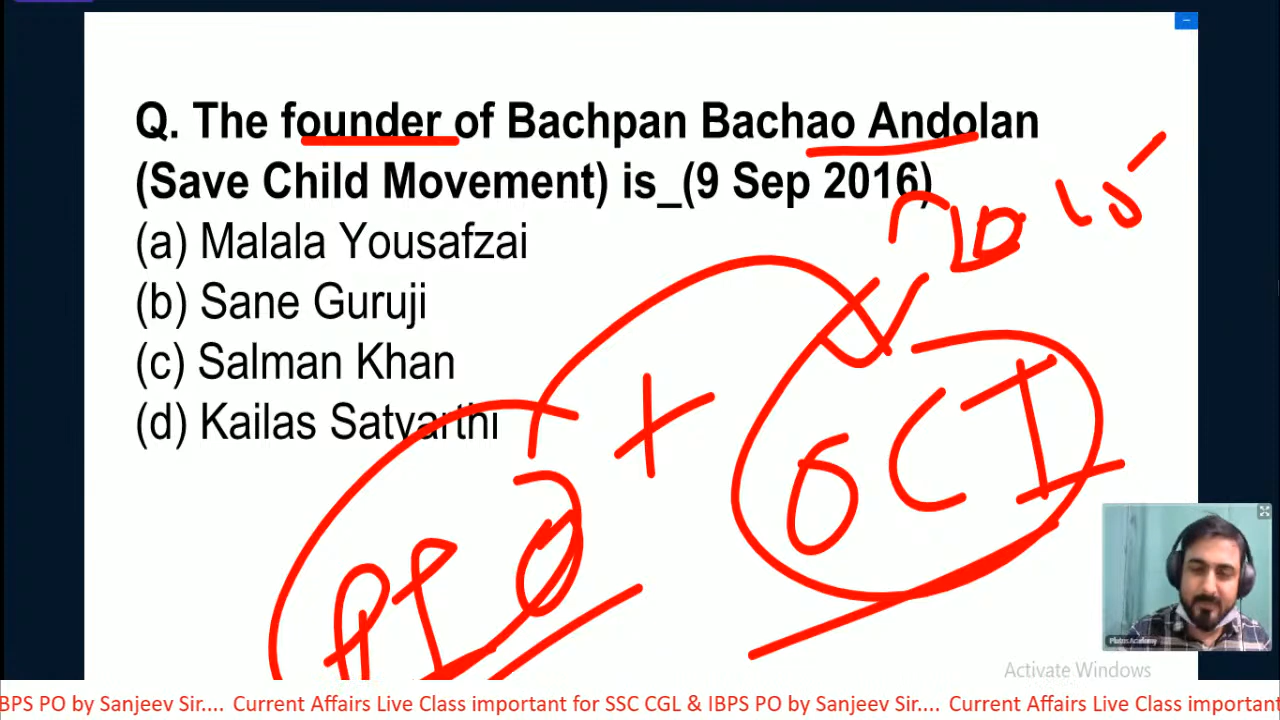 Q. The founder of Bachpan Bachao Andolan
(Save Child Movement) is_(9 Sep 2016)
(a) Malala Yousafzai
(b) Sane Guruji
(c) Salman Khan
(d) Kailas Satyarthi
2015
PIO + OCI
Activate Windows
IBPS PO by Sanjeev Sir.... Current Affairs Live Class important for SSC CGL & IBPS PO by Sanjeev Sir.... Current Affairs Live Class important